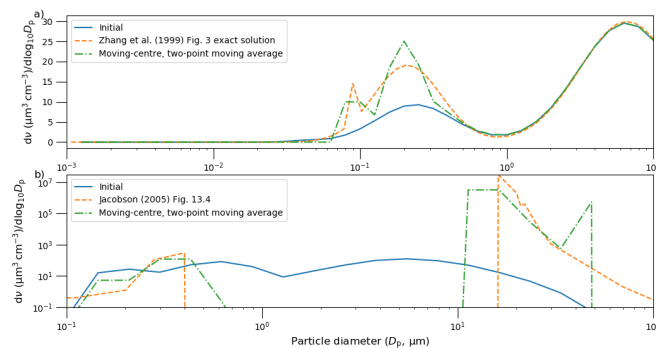 a)
30
25
20
15
10
5
0
dν (µm³ cm⁻³)/dlog₁₀Dₚ
Initial
Zhang et al. (1999) Fig. 3 exact solution
Moving-centre, two-point moving average
10⁻³
10⁻²
10⁻¹
10⁰
10¹
b)
10⁷
10⁵
10³
10¹
10⁻¹
dν (µm³ cm⁻³)/dlog₁₀Dₚ
Initial
Jacobson (2005) Fig. 13.4
Moving-centre, two-point moving average
10⁻¹
10⁰
10¹
10
Particle diameter (Dₚ, µm)